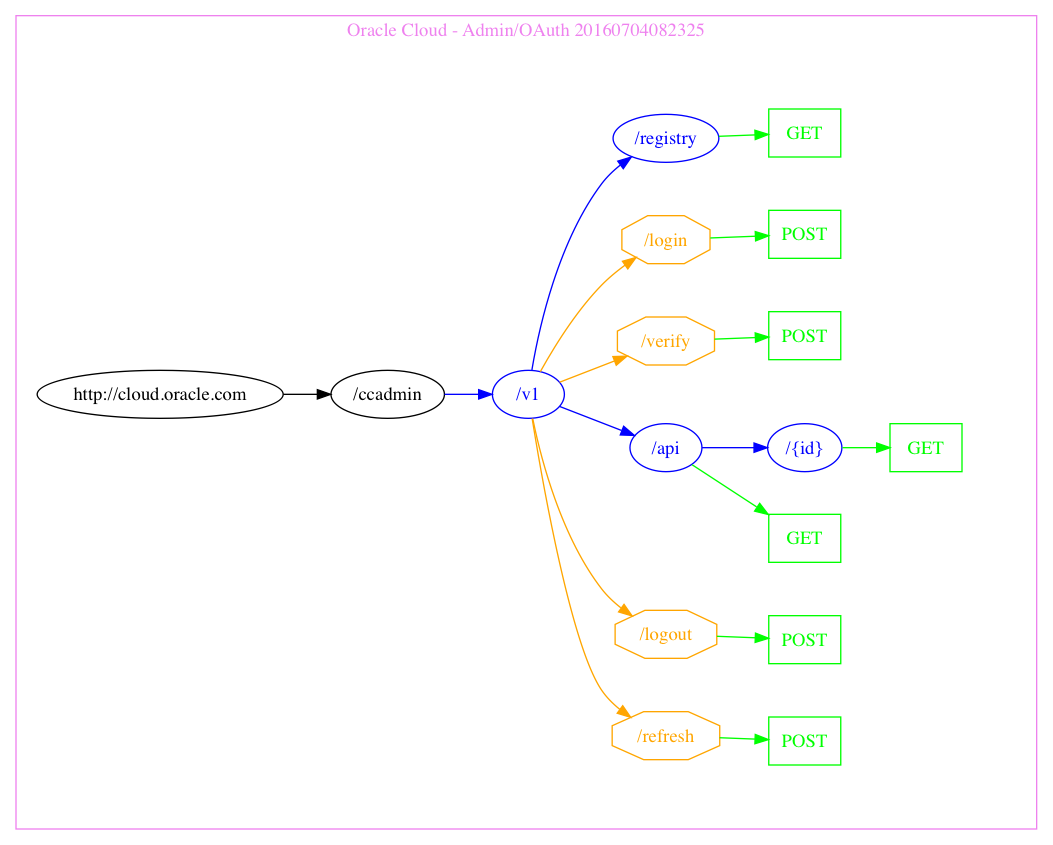 Oracle Cloud - Admin/OAuth 20160704082325
/registry
GET
/login
POST
/verify
POST
http://cloud.oracle.com
/ccadmin
/v1
/api
/{id}
GET
GET
/logout
POST
/refresh
POST